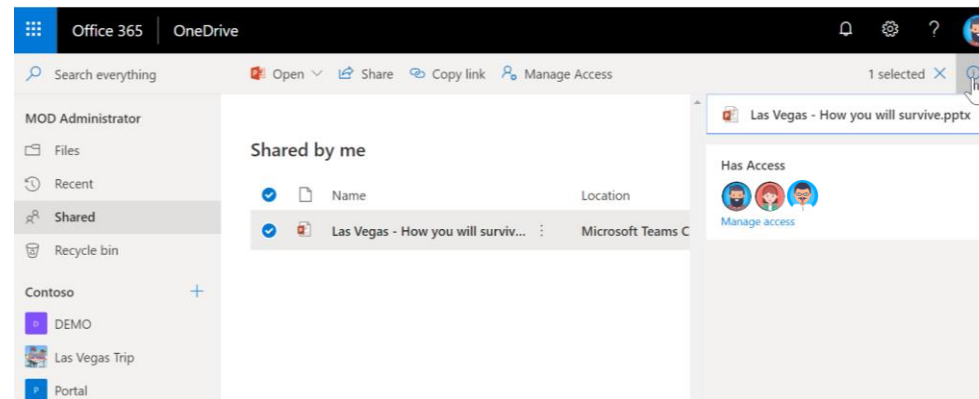 Office 365 OneDrive ?
Search everything Open Share Copy link Manage Access 1 selected
MOD Administrator
Files
Recent
Shared
Recycle bin
Contoso
D DEMO
Las Vegas Trip
P Portal
Shared by me
Name Location
Las Vegas - How you will surviv... Microsoft Teams C
Las Vegas - How you will survive.pptx
Has Access
Manage access